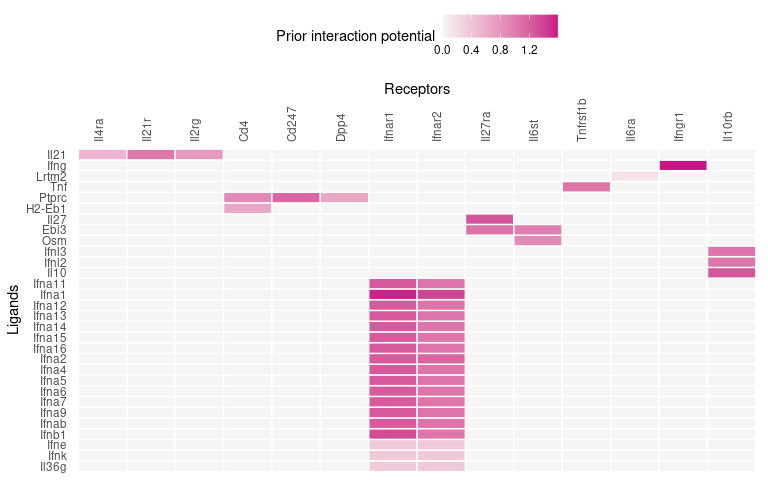 Prior interaction potential
0.0 0.4 0.8 1.2
Receptors
Il4ra Il21r Il2rg Cd4 Cd247 Dpp4 Ifnar1 Ifnar2 Il27ra Il6st Tnfrsf1b Il6ra Ifngr1 Il10rb
Ligands
Il21
Ifng
Lrtm2
Tnf
Ptprc
H2-Eb1
Il27
Ebi3
Osm
Ifnl3
Ifnl2
Il10
Ifna11
Ifna1
Ifna12
Ifna13
Ifna14
Ifna15
Ifna16
Ifna2
Ifna4
Ifna5
Ifna6
Ifna7
Ifna9
Ifnab
Ifnb1
Ifne
Ifnk
Il36g